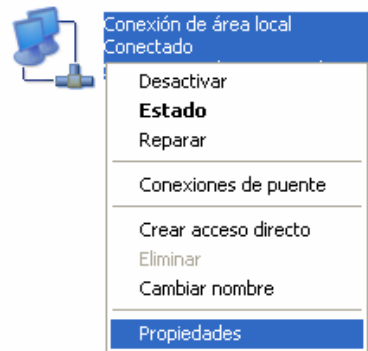 Conexión de área local
Conectado
Desactivar
Estado
Reparar
Conexiones de puente
Crear acceso directo
Eliminar
Cambiar nombre
Propiedades